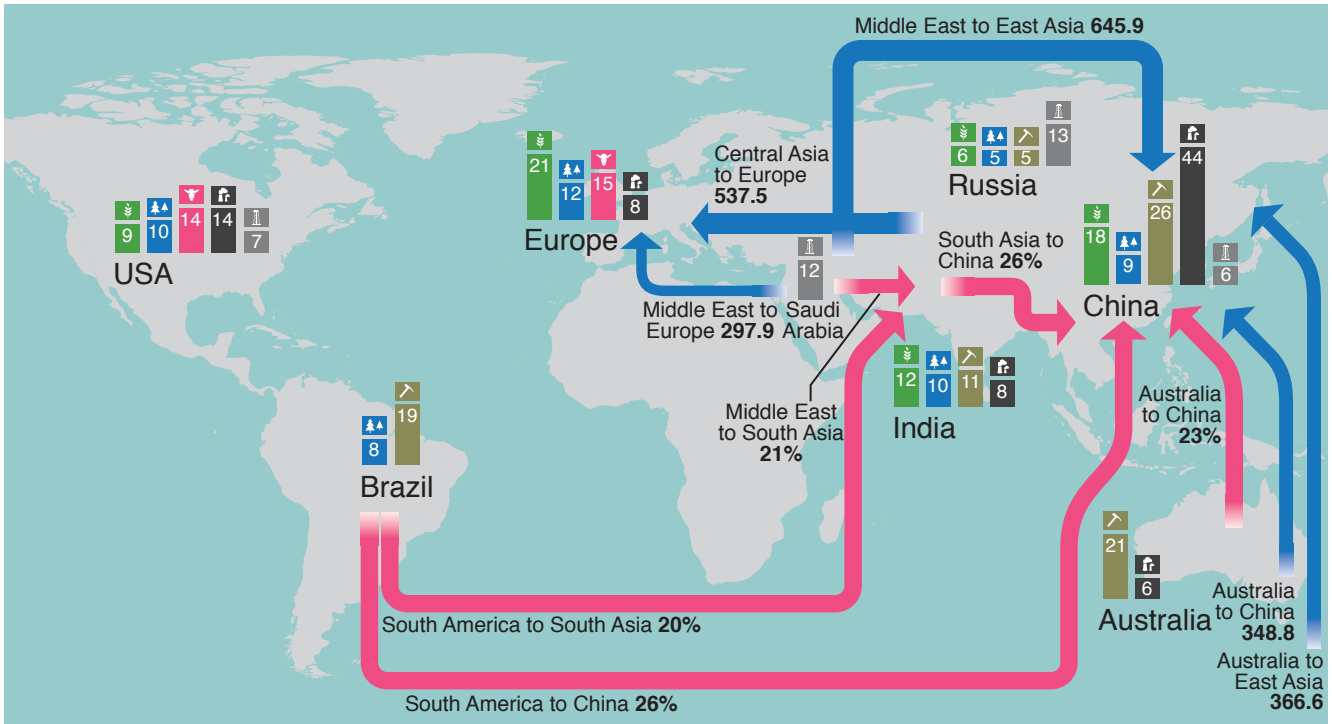 Middle East to East Asia 645.9
Central Asia
to Europe
537.5
6
5
5
13
Russia
44
21
12
15
8
Europe
9
10
14
14
7
USA
South Asia to
China 26%
18
9
26
6
China
12
Middle East to Saudi
Europe 297.9 Arabia
12
10
11
8
India
Middle East
to South Asia
21%
Australia
to China
23%
8
19
Brazil
21
6
Australia
Australia
to China
348.8
South America to South Asia 20%
Australia to
East Asia
366.6
South America to China 26%